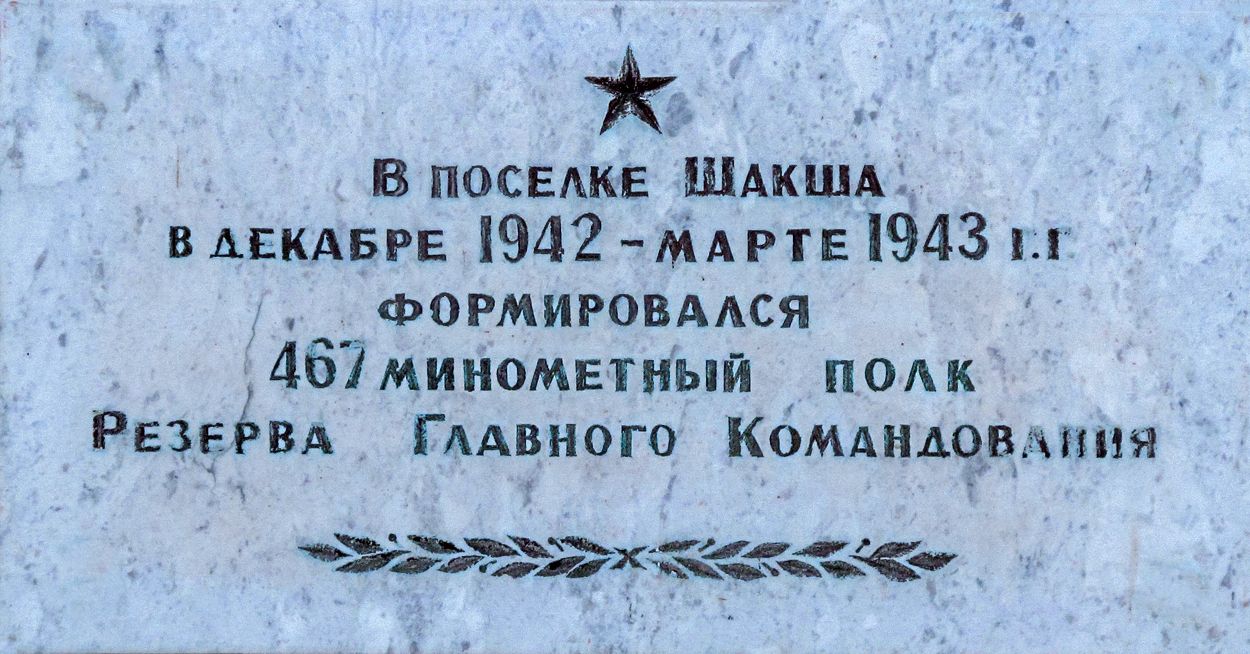 В ПОСЕЛКЕ ШАКША
В ДЕКАБРЕ 1942 – МАРТЕ 1943 Г.Г.
ФОРМИРОВАЛСЯ
467 МИНОМЕТНЫЙ ПОЛК
РЕЗЕРВА ГЛАВНОГО КОМАНДОВАНИЯ